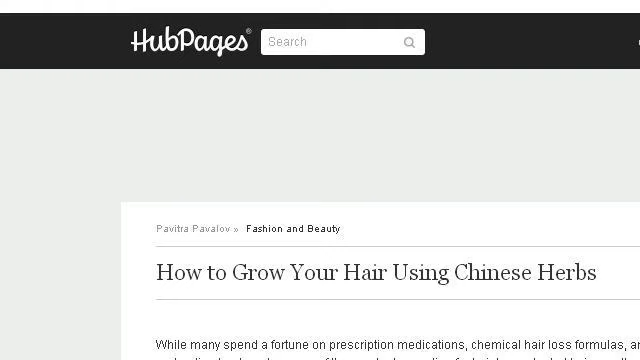 HubPages®
Search
Pavitra Pavalov » Fashion and Beauty
How to Grow Your Hair Using Chinese Herbs
While many spend a fortune on prescription medications, chemical hair loss formulas,